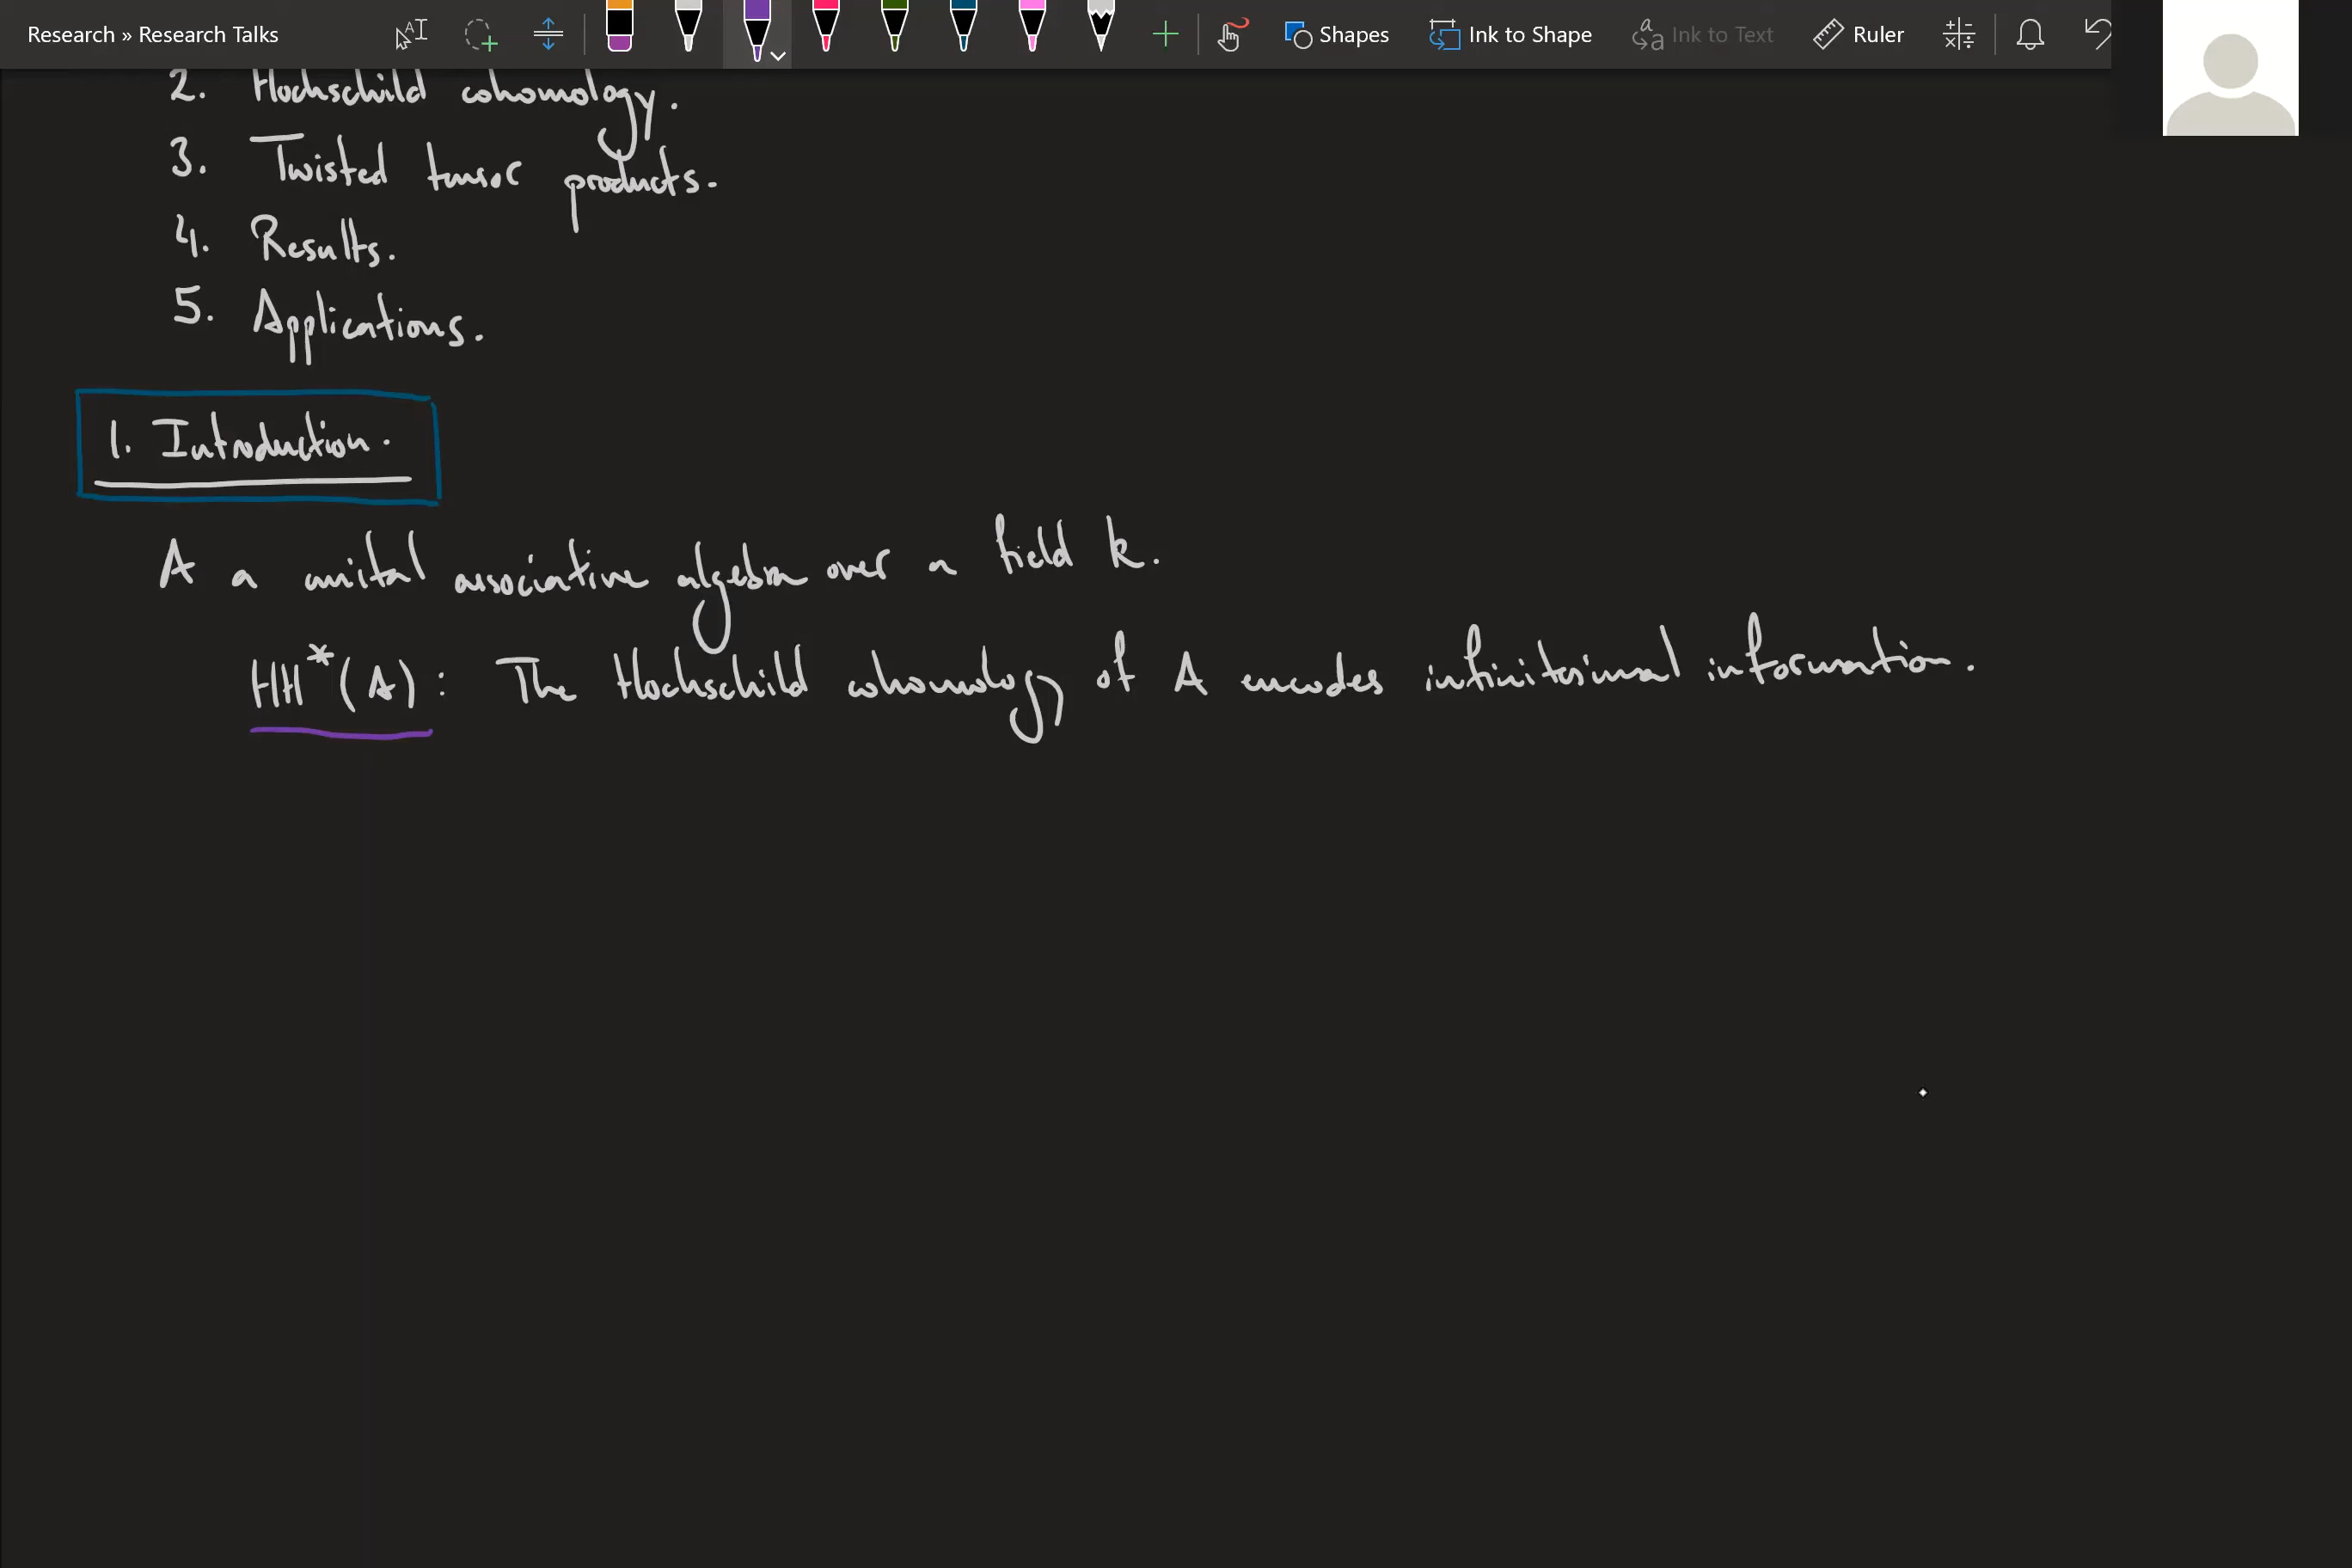 Research » Research Talks Shapes Ink to Shape Ink to Text Ruler
2. Hochschild cohomology.
3. Twisted tensor products.
4. Results.
5. Applications.
1. Introduction.
A a unital associative algebra over a field k.
HH*(A): The Hochschild cohomology of A encodes infinitesimal information.